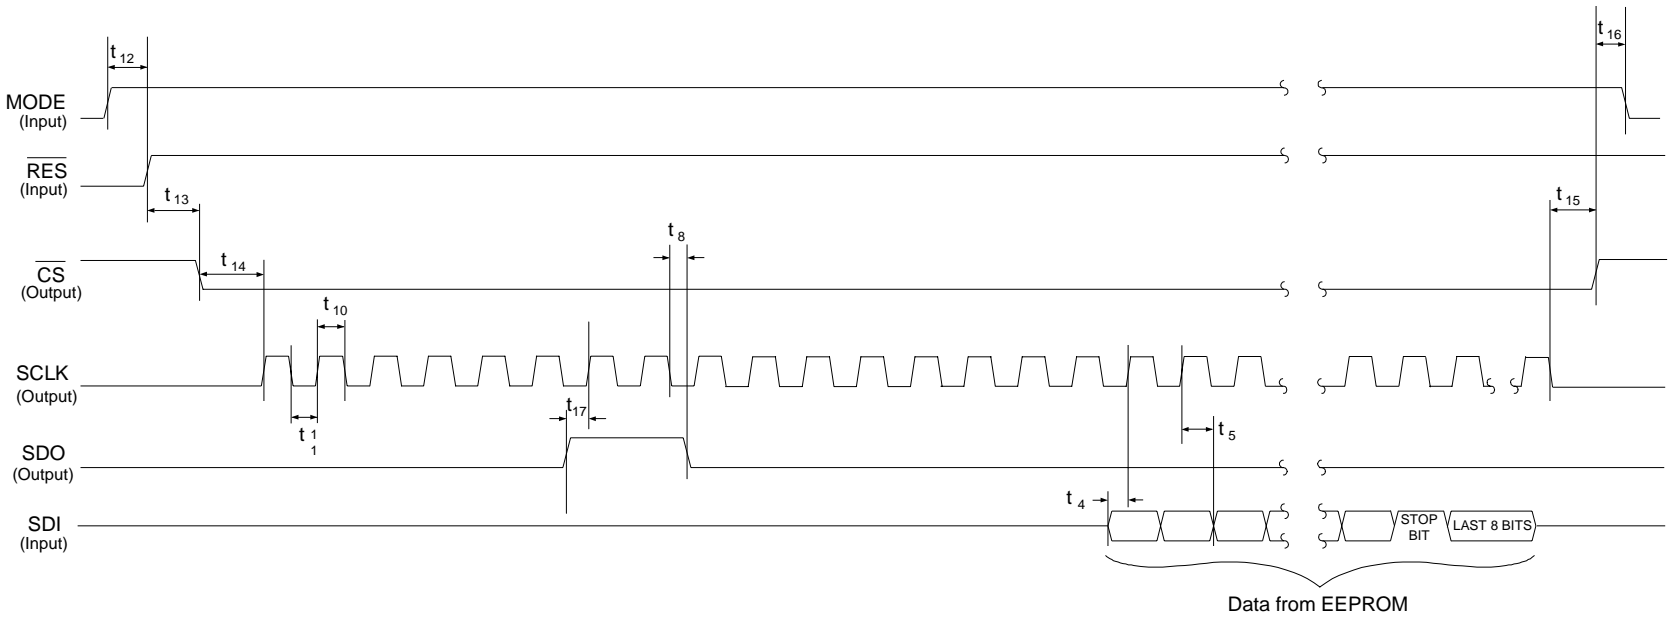 t 12
t 16
MODE
(Input)
RES
(Input)
t 13
t 15
t 8
t 14
CS
(Output)
t 10
SCLK
(Output)
t 17
t 1
1
t 5
SDO
(Output)
t 4
SDI
(Input)
STOP
BIT
LAST 8 BITS
Data from EEPROM